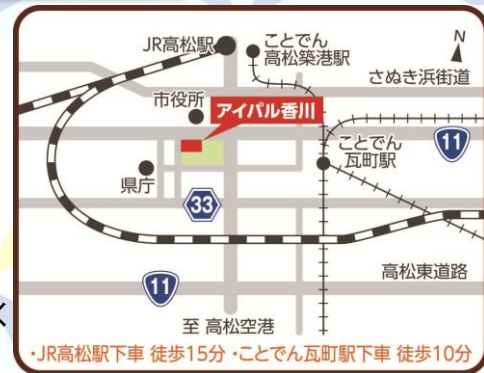 JR高松駅
ことでん
高松築港駅
N
さぬき浜街道
市役所
アイパル香川
11
ことでん
瓦町駅
県庁
33
高松東道路
11
至 高松空港
・JR高松駅下車 徒歩15分 ・ことでん瓦町駅下車 徒歩10分